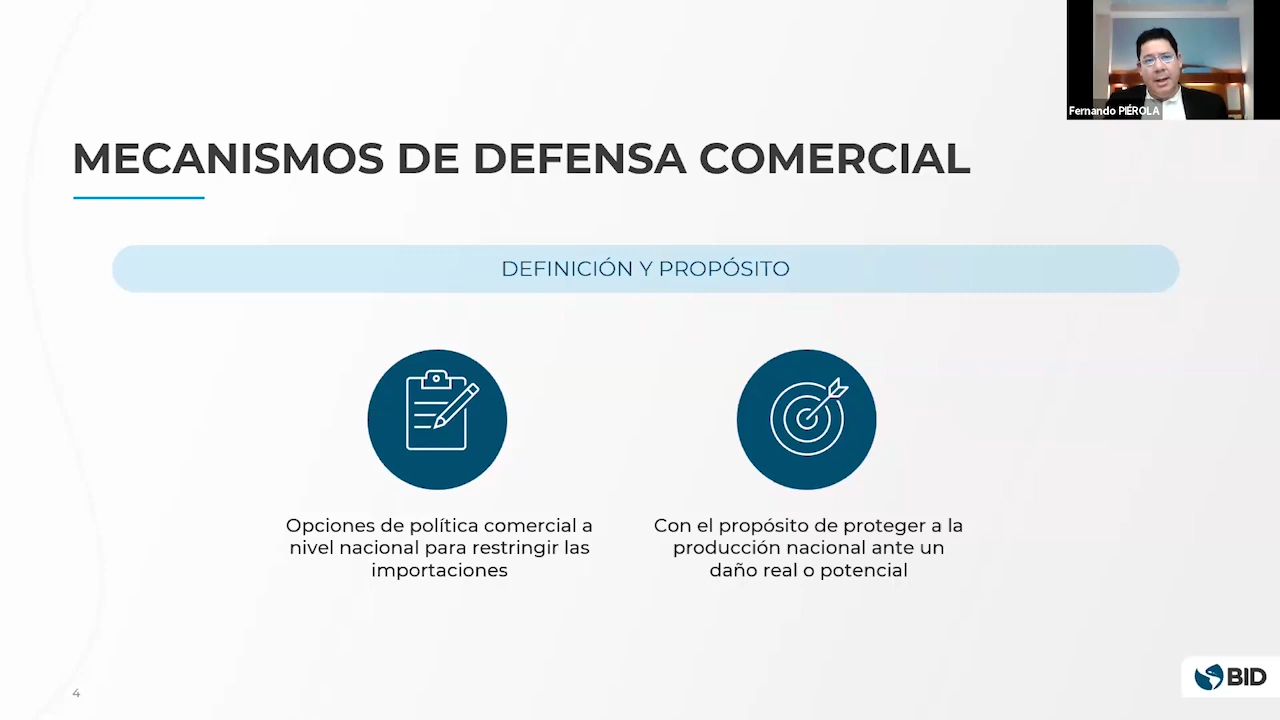 Fernando PIÉROLA
MECANISMOS DE DEFENSA COMERCIAL
DEFINICIÓN Y PROPÓSITO
Opciones de política comercial a
nivel nacional para restringir las
importaciones
Con el propósito de proteger a la
producción nacional ante un
daño real o potencial
4
BID